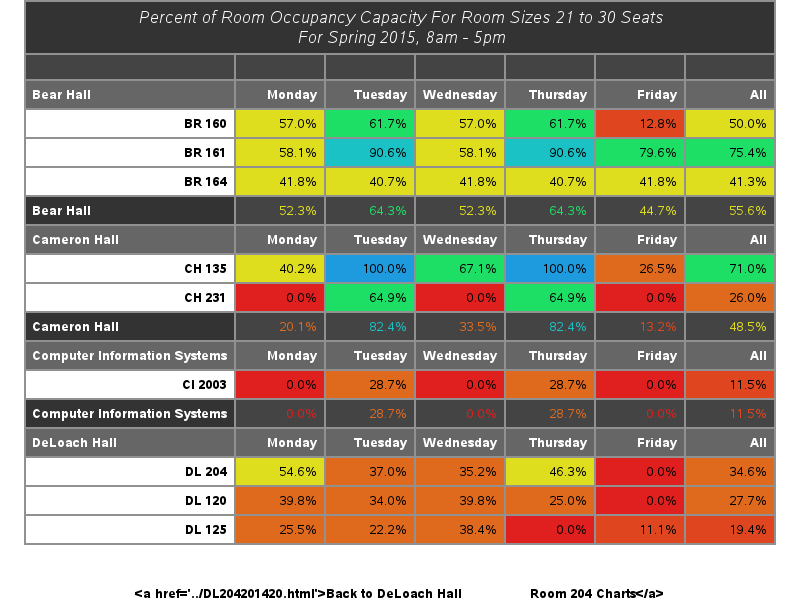 Percent of Room Occupancy Capacity For Room Sizes 21 to 30 Seats
For Spring 2015, 8am - 5pm
Bear Hall Monday Tuesday Wednesday Thursday Friday All
BR 160 57.0% 61.7% 57.0% 61.7% 12.8% 50.0%
BR 161 58.1% 90.6% 58.1% 90.6% 79.6% 75.4%
BR 164 41.8% 40.7% 41.8% 40.7% 41.8% 41.3%
Bear Hall 52.3% 64.3% 52.3% 64.3% 44.7% 55.6%
Cameron Hall Monday Tuesday Wednesday Thursday Friday All
CH 135 40.2% 100.0% 67.1% 100.0% 26.5% 71.0%
CH 231 0.0% 64.9% 0.0% 64.9% 0.0% 26.0%
Cameron Hall 20.1% 82.4% 33.5% 82.4% 13.2% 48.5%
Computer Information Systems Monday Tuesday Wednesday Thursday Friday All
CI 2003 0.0% 28.7% 0.0% 28.7% 0.0% 11.5%
Computer Information Systems 0.0% 28.7% 0.0% 28.7% 0.0% 11.5%
DeLoach Hall Monday Tuesday Wednesday Thursday Friday All
DL 204 54.6% 37.0% 35.2% 46.3% 0.0% 34.6%
DL 120 39.8% 34.0% 39.8% 25.0% 0.0% 27.7%
DL 125 25.5% 22.2% 38.4% 0.0% 11.1% 19.4%
<a href='../DL204201420.html'>Back to DeLoach Hall Room 204 Charts</a>